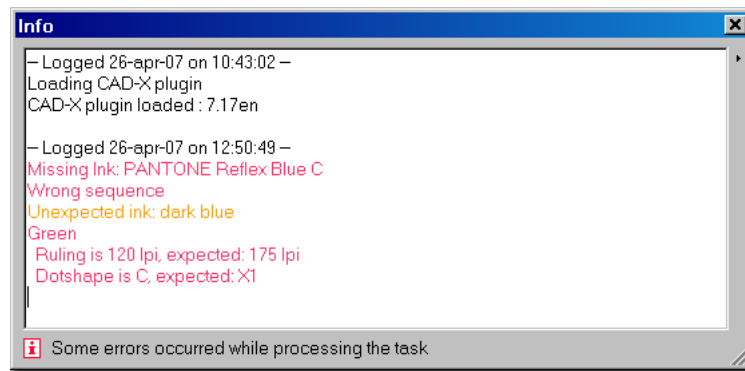 Info
– Logged 26-apr-07 on 10:43:02 –
Loading CAD-X plugin
CAD-X plugin loaded : 7.17en
– Logged 26-apr-07 on 12:50:49 –
Missing Ink: PANTONE Reflex Blue C
Wrong sequence
Unexpected ink: dark blue
Green
Ruling is 120 lpi, expected: 175 lpi
Dotshape is C, expected: X1
Some errors occurred while processing the task